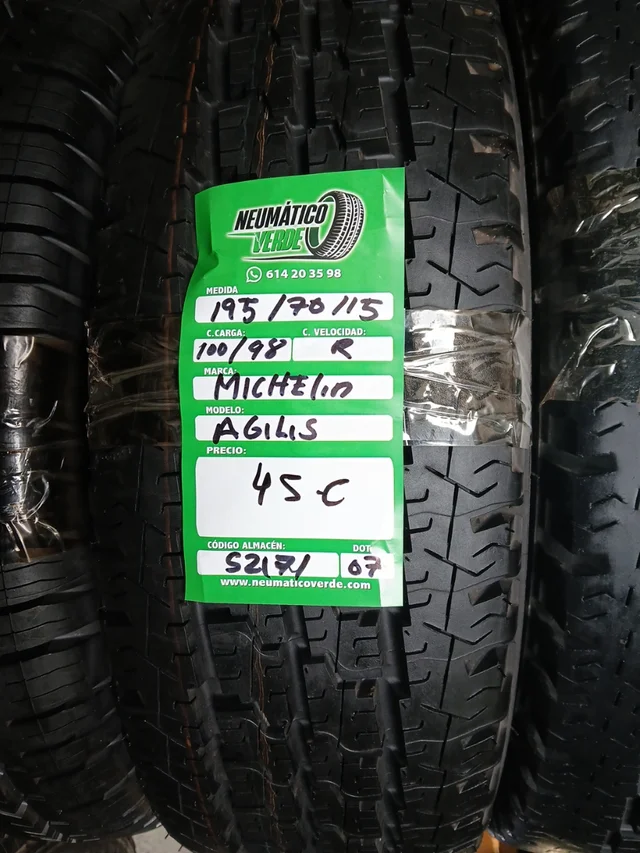 NEUMÁTICO
VERDE
614 20 35 98
MEDIDA
195/70/15
C.CARGA: C. VELOCIDAD:
100/98 R
MARCA:
MICHElin
MODELO:
AGILIS
PRECIO:
45 €
CÓDIGO ALMACÉN: DOT
07
www.neumaticoverde.com